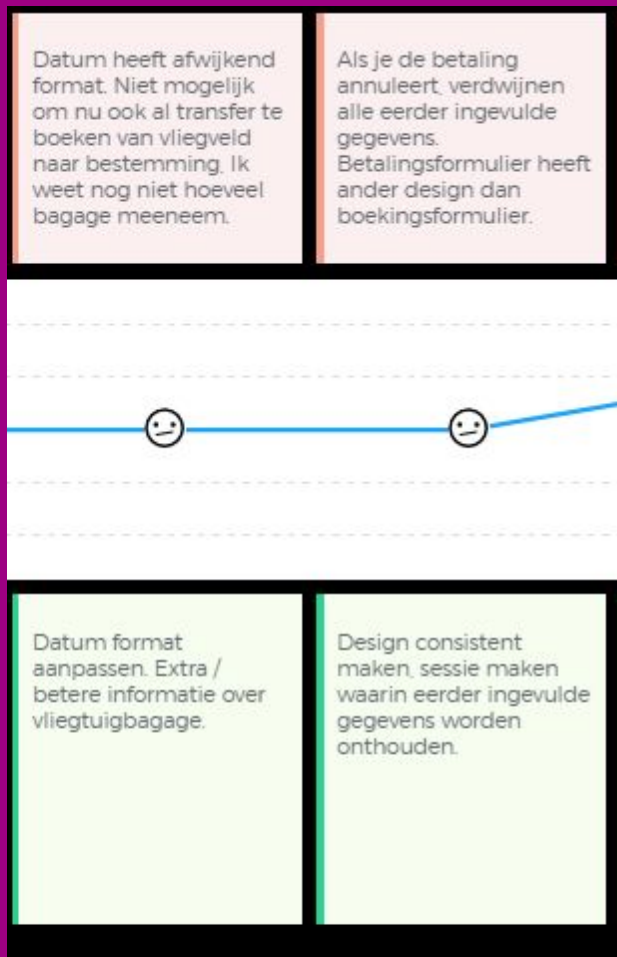 Datum heeft afwijkend
format. Niet mogelijk
om nu ook al transfer te
boeken van vliegveld
naar bestemming. Ik
weet nog niet hoeveel
bagage meeneem.
Als je de betaling
annuleert, verdwijnen
alle eerder ingevulde
gegevens.
Betalingsformulier heeft
ander design dan
boekingsformulier.
Datum format
aanpassen. Extra /
betere informatie over
vliegtuigbagage.
Design consistent
maken, sessie maken
waarin eerder ingevulde
gegevens worden
onthouden.